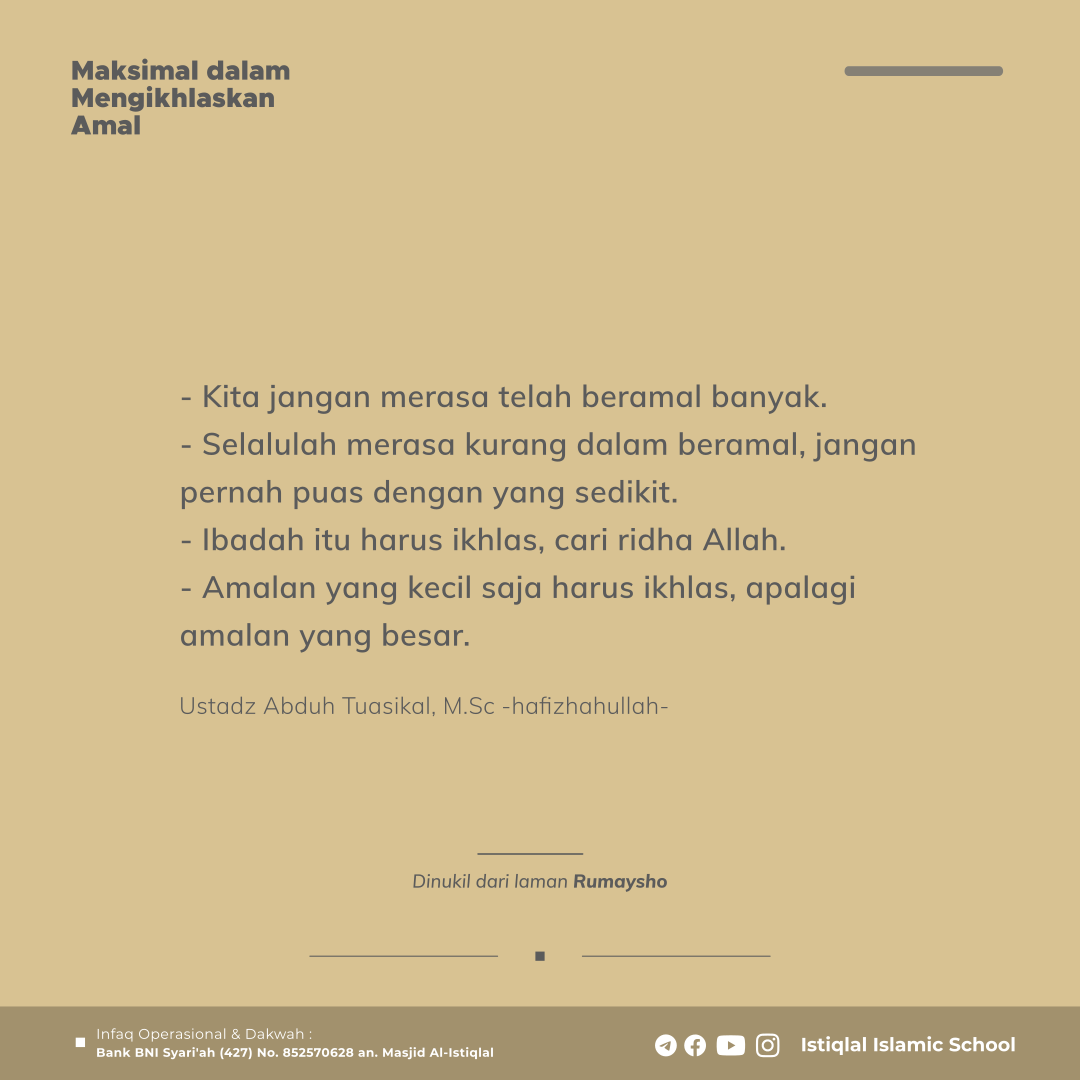 Maksimal dalam
Mengikhlaskan
Amal
- Kita jangan merasa telah beramal banyak.
- Selalulah merasa kurang dalam beramal, jangan
pernah puas dengan yang sedikit.
- Ibadah itu harus ikhlas, cari ridha Allah.
- Amalan yang kecil saja harus ikhlas, apalagi
amalan yang besar.
Ustadz Abduh Tuasikal, M.Sc -hafizhahullah-
Dinukil dari laman Rumaysho
Infaq Operasional & Dakwah :
Bank BNI Syari'ah (427) No. 852570628 an. Masjid Al-Istiqlal
Istiqlal Islamic School